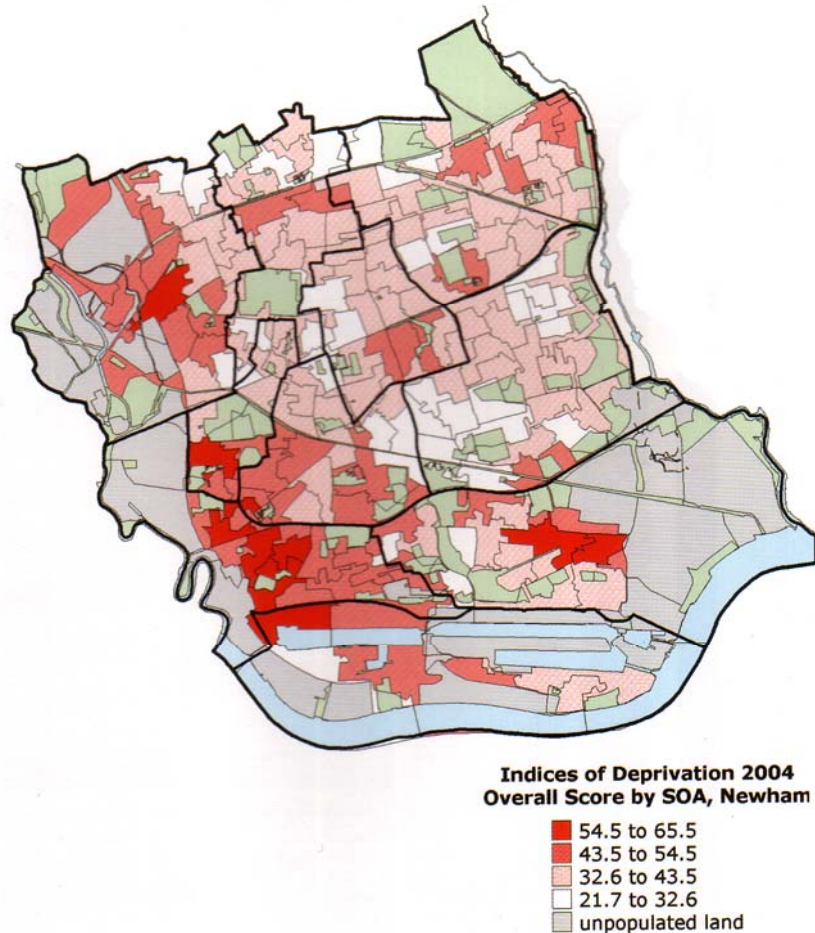 Indices of Deprivation 2004
Overall Score by SOA, Newham
54.5 to 65.5
43.5 to 54.5
32.6 to 43.5
21.7 to 32.6
unpopulated land